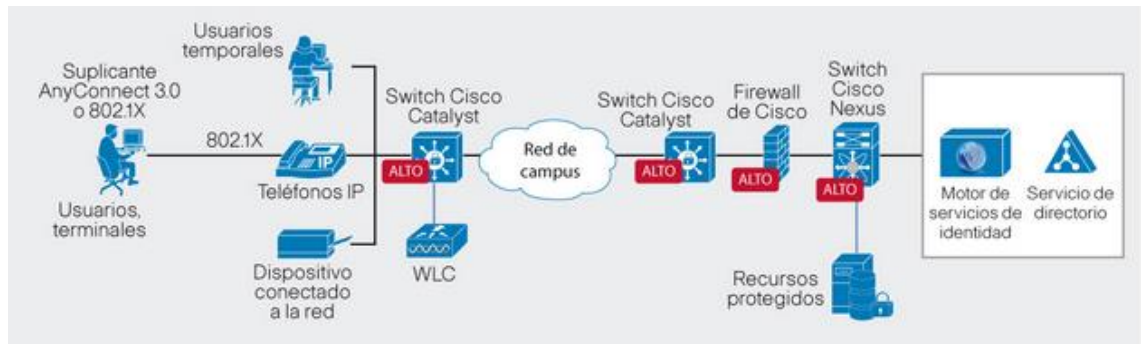 Usuarios
temporales
Suplicante
AnyConnect 3.0
o 802.1X
802.1X
IP
Teléfonos IP
Usuarios,
terminales
Dispositivo
conectado
a la red
Switch Cisco
Catalyst
ALTO
WLC
Red de
campus
Switch Cisco
Catalyst
ALTO
Firewall
de Cisco
ALTO
Switch
Cisco
Nexus
ALTO
Recursos
protegidos
Motor de
servicios de
identidad
Servicio de
directorio